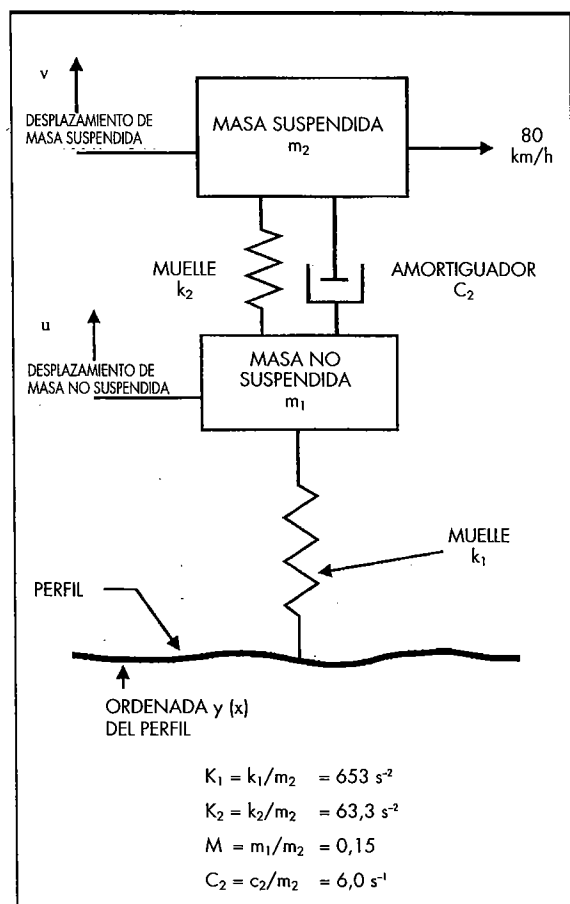 v
DESPLAZAMIENTO DE
MASA SUSPENDIDA
MASA SUSPENDIDA
m₂
80
km/h
MUELLE
k₂
AMORTIGUADOR
C₂
u
DESPLAZAMIENTO DE
MASA NO SUSPENDIDA
MASA NO
SUSPENDIDA
m₁
MUELLE
k₁
PERFIL
ORDENADA y (x)
DEL PERFIL
K₁ = k₁/m₂ = 653 s⁻²
K₂ = k₂/m₂ = 63,3 s⁻²
M = m₁/m₂ = 0,15
C₂ = c₂/m₂ = 6,0 s⁻¹